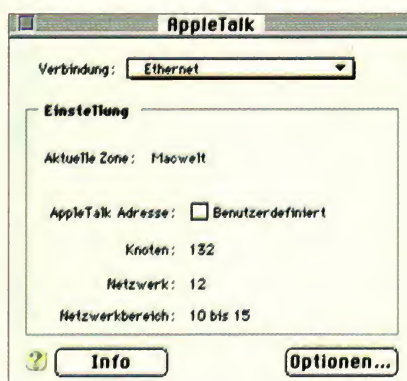 AppleTalk
Verbindung: Ethernet
Einstellung
Aktuelle Zone: Macwelt
AppleTalk Adresse: Benutzerdefiniert
Knoten: 132
Netzwerk: 12
Netzwerkbereich: 10 bis 15
? Info Optionen...